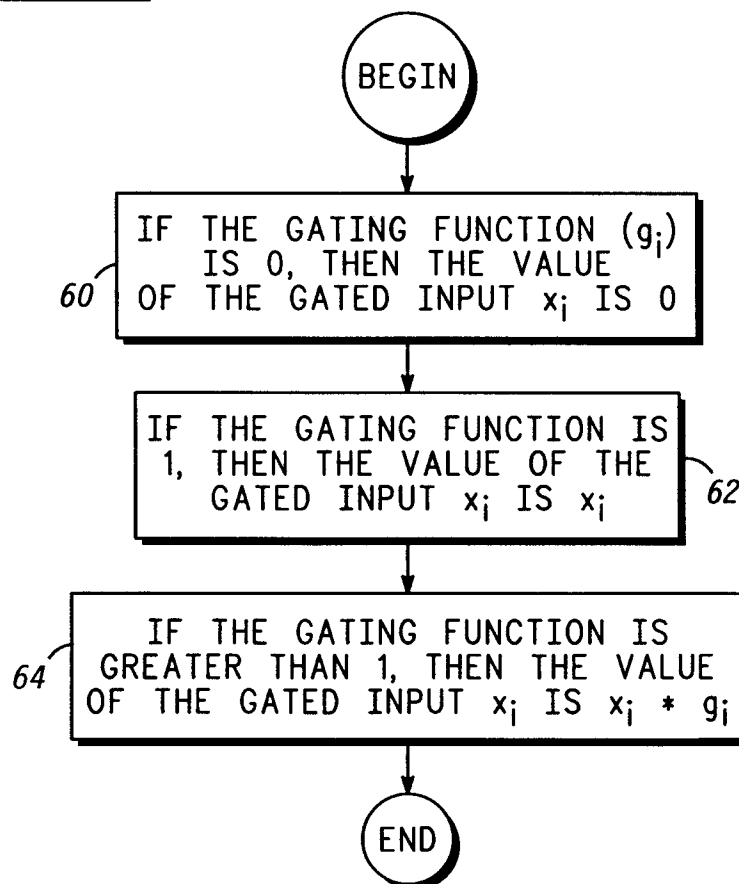 BEGIN
IF THE GATING FUNCTION (gᵢ)
IS 0, THEN THE VALUE
OF THE GATED INPUT xᵢ IS 0
60
IF THE GATING FUNCTION IS
1, THEN THE VALUE OF THE
GATED INPUT xᵢ IS xᵢ
62
IF THE GATING FUNCTION IS
GREATER THAN 1, THEN THE VALUE
OF THE GATED INPUT xᵢ IS xᵢ * gᵢ
64
END